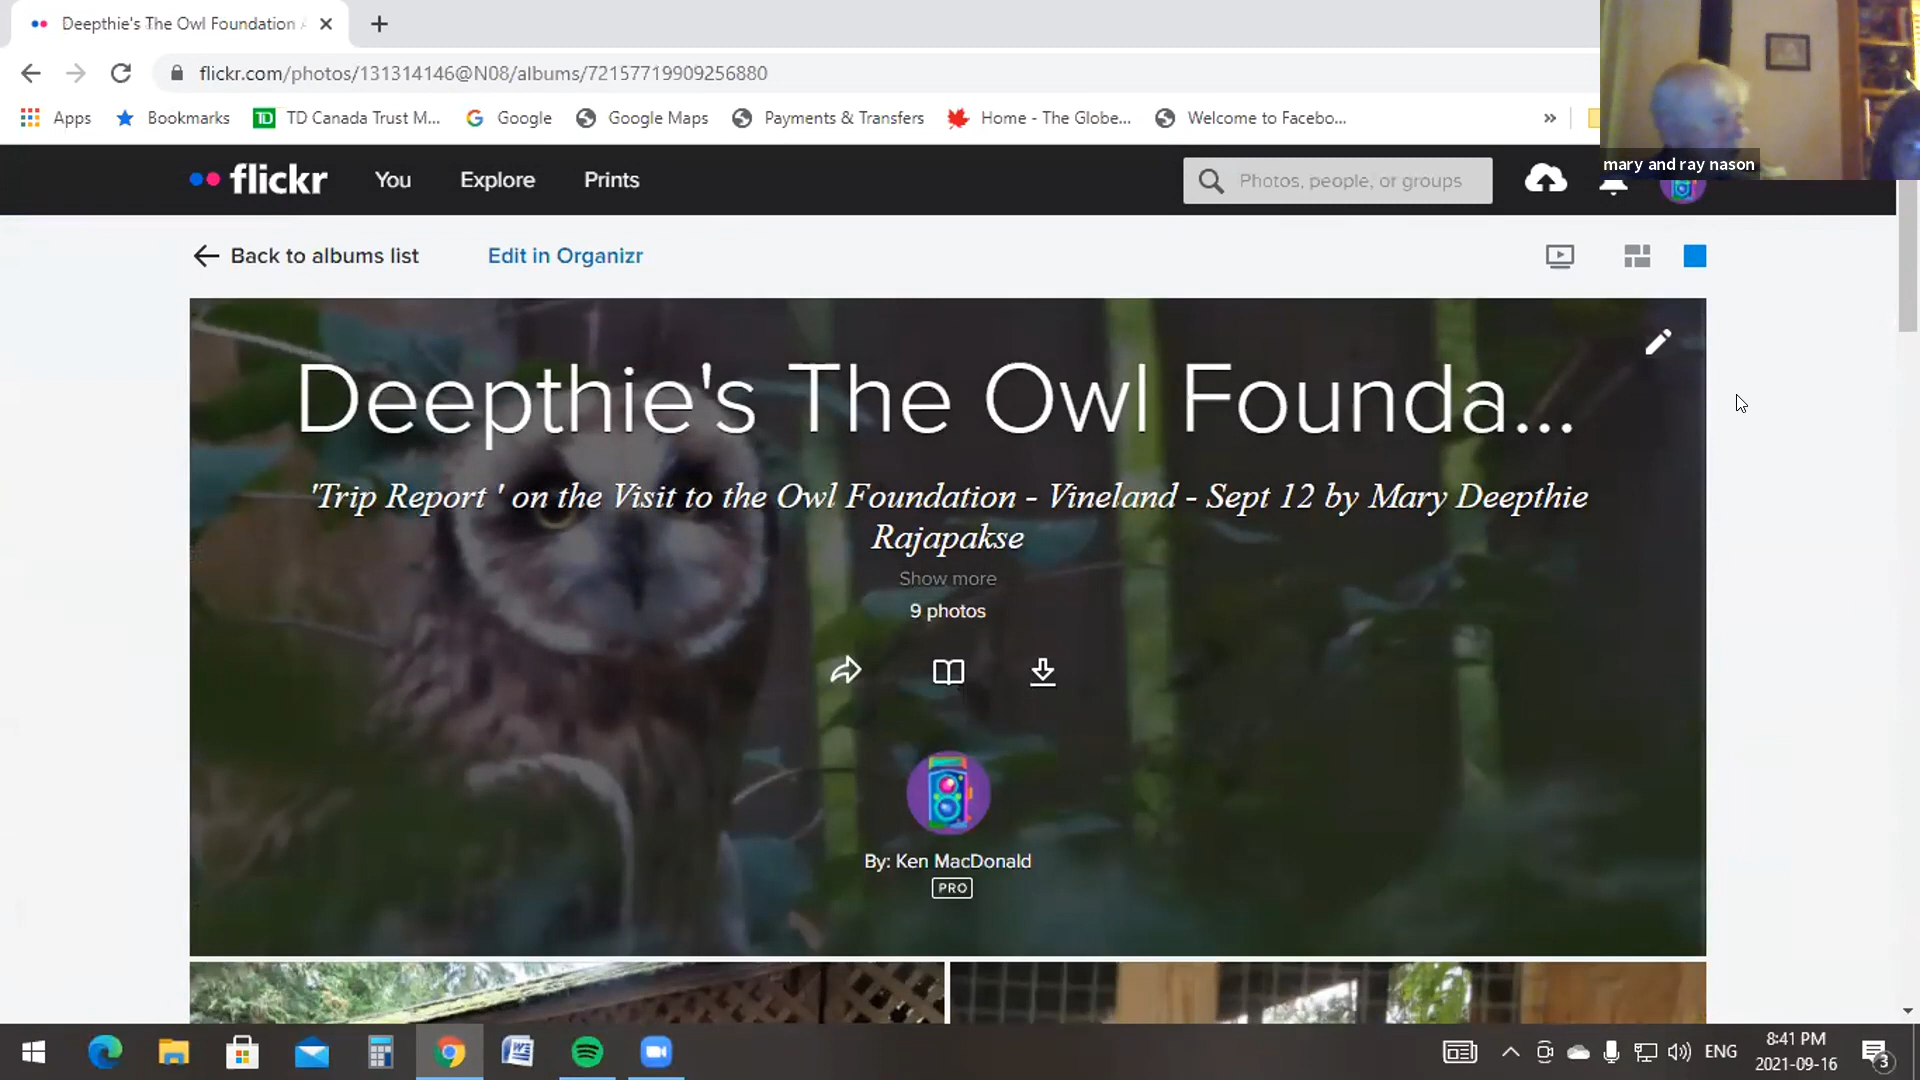 Deepthie's The Owl Foundation
flickr.com/photos/131314146@N08/albums/72157719909256880
Apps Bookmarks TD Canada Trust M... Google Google Maps Payments & Transfers Home - The Globe... Welcome to Facebo... »
mary and ray nason
flickr You Explore Prints Photos, people, or groups
Back to albums list Edit in Organizr
Deepthie's The Owl Founda...
'Trip Report ' on the Visit to the Owl Foundation - Vineland - Sept 12 by Mary Deepthie
Rajapakse
Show more
9 photos
By: Ken MacDonald
PRO
ENG
8:41 PM
2021-09-16
3